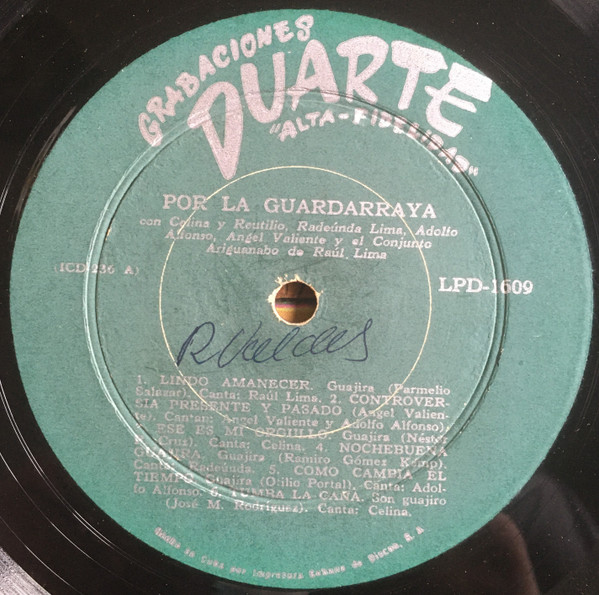 GRABACIONES
DUARTE
"ALTA-FIDELIDAD"
POR LA GUARDARRAYA
con Celina y Reutilio, Radeúnda Lima, Adolfo
Alfonso, Angel Valiente y el Conjunto
Ariguanabo de Raúl Lima
(ICD-236 A)
LPD-1609
1. LINDO AMANECER. Guajira (Parmelio
Salazar). Canta: Raúl Lima. 2. CONTROVER-
SIA PRESENTE Y PASADO (Angel Valien-
te). Cantan: Angel Valiente y Adolfo Alfonso).
ESE ES MI Guajira (Néstor
Cruz). Canta: Celina. 4. NOCHEBUENA
GUAJIRA. Guajira (Ramiro Gómez Kemp).
Canta: Radeúnda. 5. COMO CAMBIA EL
TIEMPO. Guajira (Otilio Portal). Canta: Adol-
fo Alfonso. 6. TUMBA LA CAÑA. Son guajiro
(José M. Rodríguez). Canta: Celina.
en Cuba por Impresora Cubana de Discos, S. A